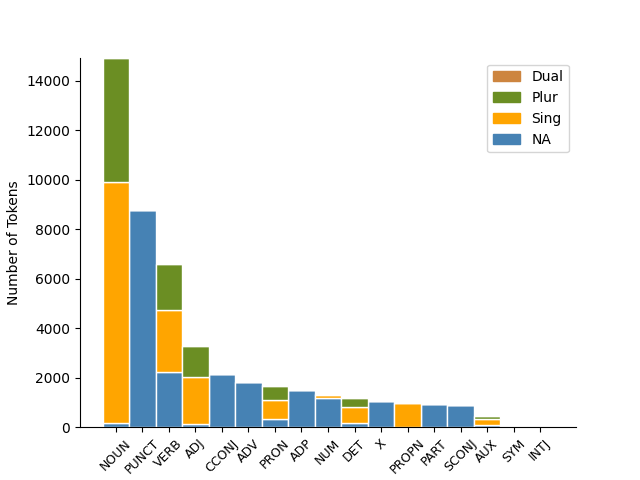 14000
12000
10000
8000
6000
4000
2000
0
Number of Tokens
Dual
Plur
Sing
NA
NOUN
PUNCT
VERB
ADJ
CCONJ
ADV
PRON
ADP
NUM
DET
X
PROPN
PART
SCONJ
AUX
SYM
INTJ